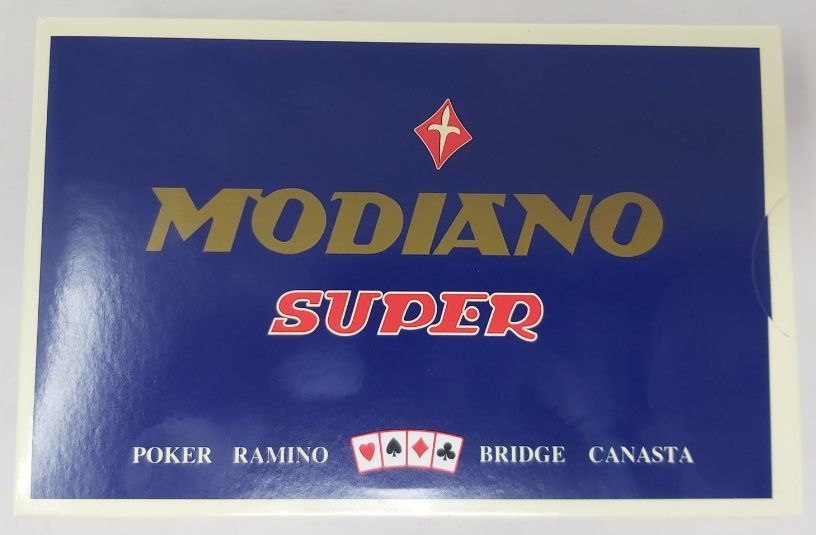 MODIANO
SUPER
POKER RAMINO BRIDGE CANASTA